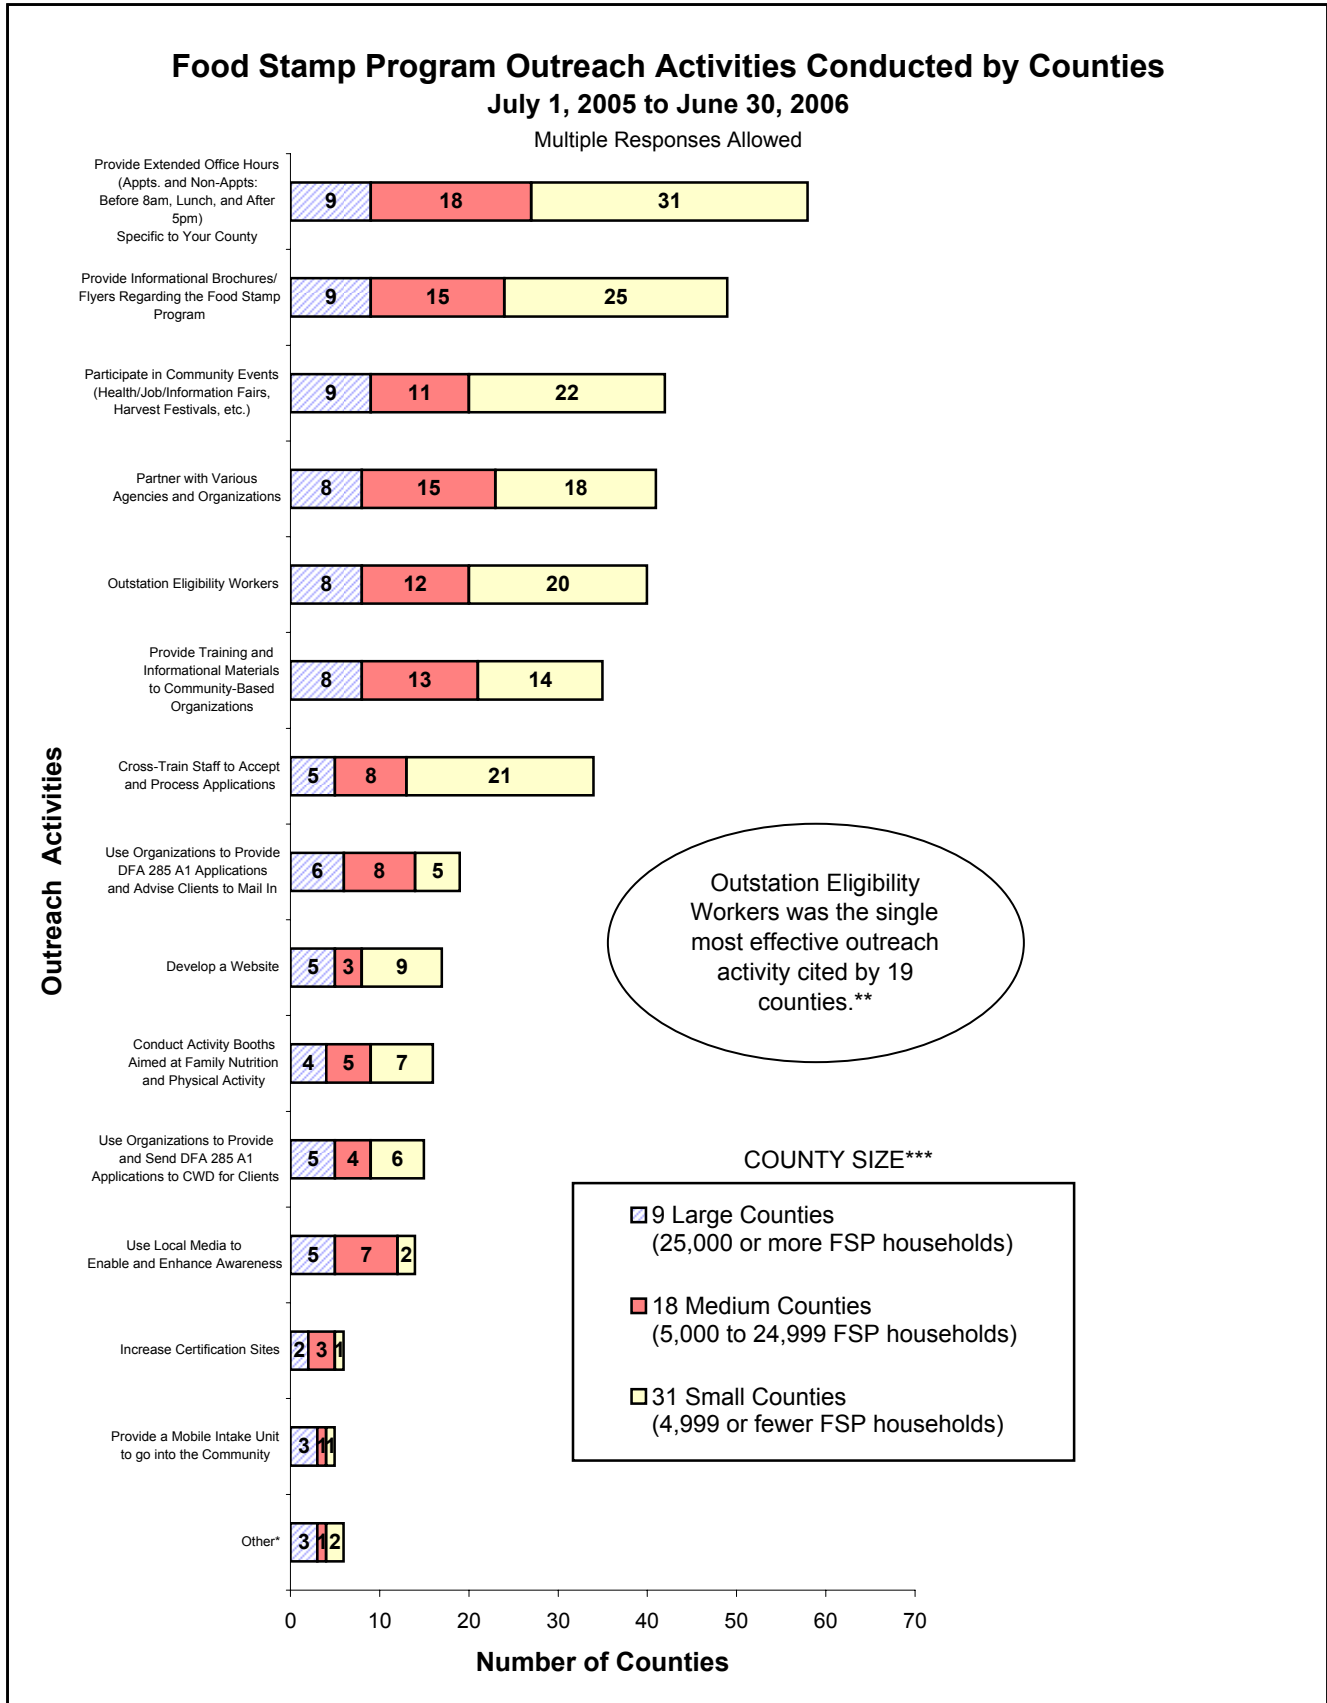 Food Stamp Program Outreach Activities Conducted by Counties
July 1, 2005 to June 30, 2006
Multiple Responses Allowed
Outreach Activities
Provide Extended Office Hours
(Appts. and Non-Appts:
Before 8am, Lunch, and After
5pm)
Specific to Your County
9 18 31
Provide Informational Brochures/
Flyers Regarding the Food Stamp
Program
9 15 25
Participate in Community Events
(Health/Job/Information Fairs,
Harvest Festivals, etc.)
9 11 22
Partner with Various
Agencies and Organizations
8 15 18
Outstation Eligibility Workers
8 12 20
Provide Training and
Informational Materials
to Community-Based
Organizations
8 13 14
Cross-Train Staff to Accept
and Process Applications
5 8 21
Use Organizations to Provide
DFA 285 A1 Applications
and Advise Clients to Mail In
6 8 5
Develop a Website
5 3 9
Conduct Activity Booths
Aimed at Family Nutrition
and Physical Activity
4 5 7
Use Organizations to Provide
and Send DFA 285 A1
Applications to CWD for Clients
5 4 6
Use Local Media to
Enable and Enhance Awareness
5 7 2
Increase Certification Sites
2 3 1
Provide a Mobile Intake Unit
to go into the Community
3 1 1
Other*
3 1 2
Outstation Eligibility
Workers was the single
most effective outreach
activity cited by 19
counties.**
COUNTY SIZE***
9 Large Counties
(25,000 or more FSP households)
18 Medium Counties
(5,000 to 24,999 FSP households)
31 Small Counties
(4,999 or fewer FSP households)
0 10 20 30 40 50 60 70
Number of Counties